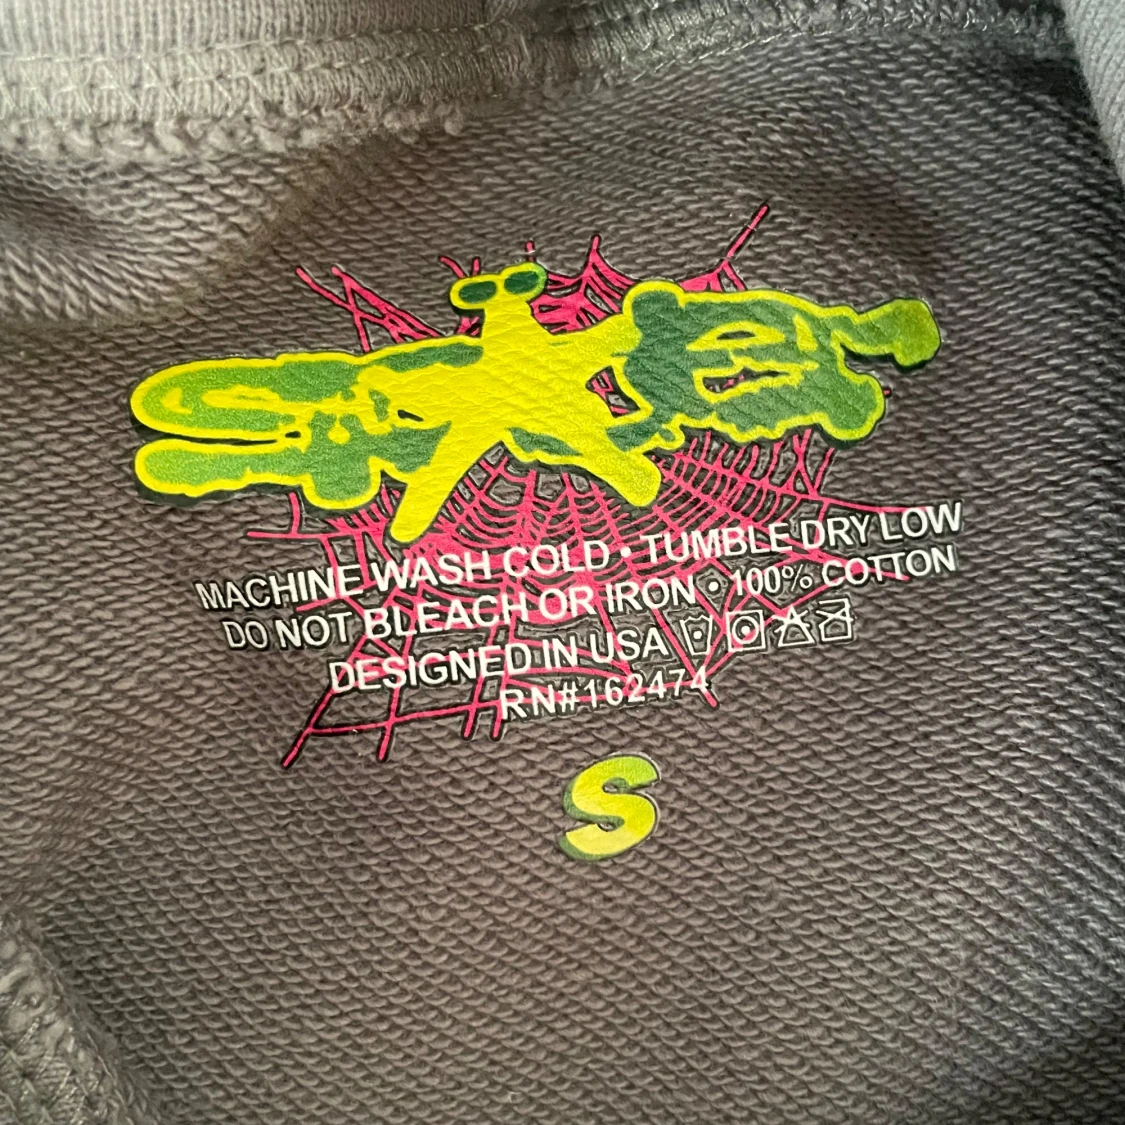 MACHINE WASH COLD • TUMBLE DRY LOW
DO NOT BLEACH OR IRON • 100% COTTON
DESIGNED IN USA
RN#162474
S